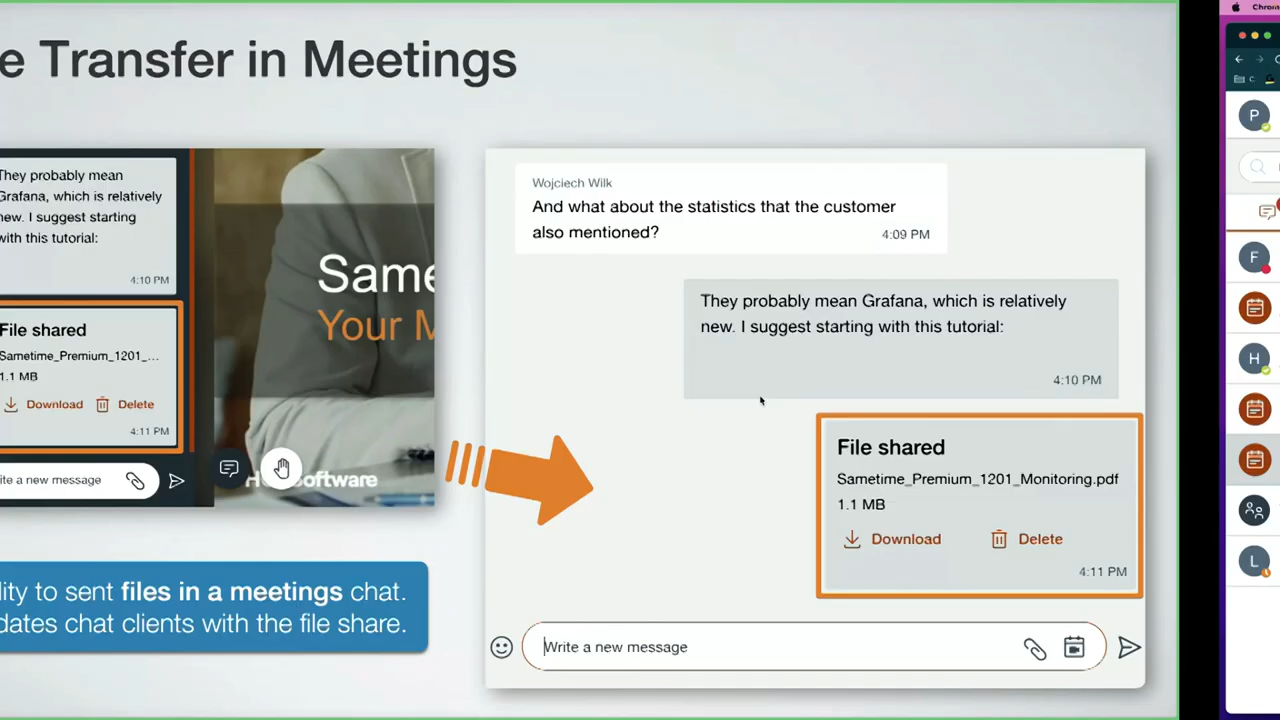 e Transfer in Meetings
They probably mean
Grafana, which is relatively
new. I suggest starting
with this tutorial:
4:10 PM
File shared
Sametime_Premium_1201_...
1.1 MB
Download Delete
4:11 PM
ite a new message
Same
Your M
Software
Wojciech Wilk
And what about the statistics that the customer
also mentioned?
4:09 PM
They probably mean Grafana, which is relatively
new. I suggest starting with this tutorial:
4:10 PM
File shared
Sametime_Premium_1201_Monitoring.pdf
1.1 MB
Download Delete
4:11 PM
Write a new message
lity to sent files in a meetings chat.
dates chat clients with the file share.
Chrom
C
P
F
H
L